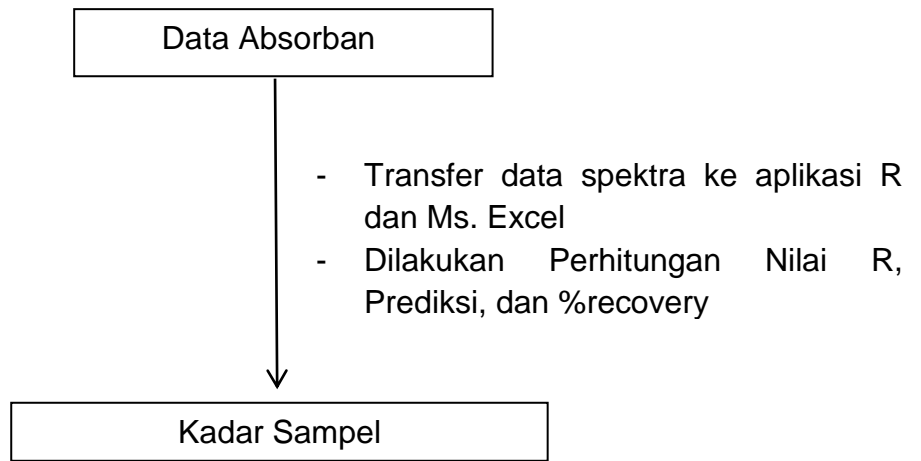 Data Absorban
- Transfer data spektra ke aplikasi R
dan Ms. Excel
- Dilakukan Perhitungan Nilai R,
Prediksi, dan %recovery
Kadar Sampel